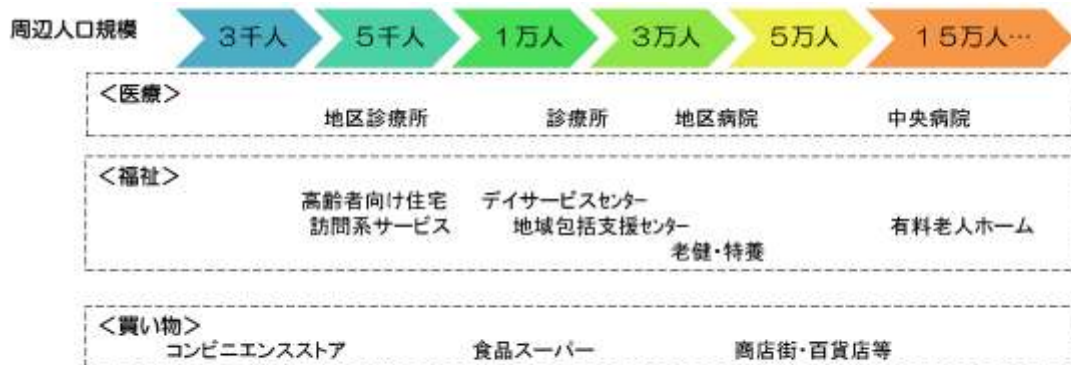 周辺人口規模 3千人 5千人 1万人 3万人 5万人 15万人…
＜医療＞
地区診療所 診療所 地区病院 中央病院
＜福祉＞
高齢者向け住宅 デイサービスセンター
訪問系サービス 地域包括支援センター 有料老人ホーム
老健・特養
＜買い物＞
コンビニエンスストア 食品スーパー 商店街・百貨店等